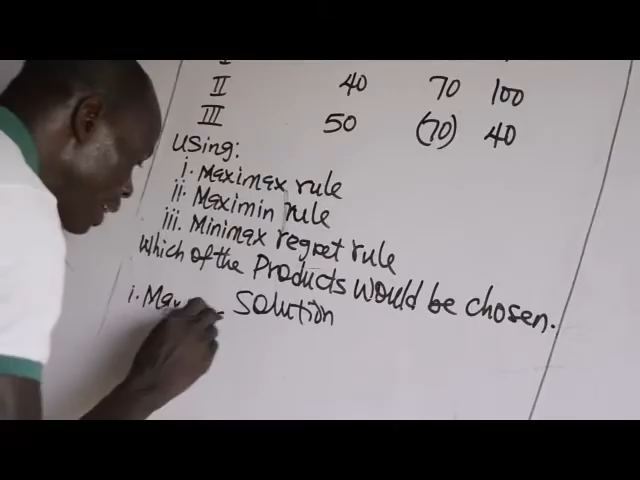 II 40 70 100
III 50 (70) 40
Using:
i. Maximax rule
ii. Maximin rule
iii. Minimax regret rule
Which of the Products would be chosen.
Solution
i. Max